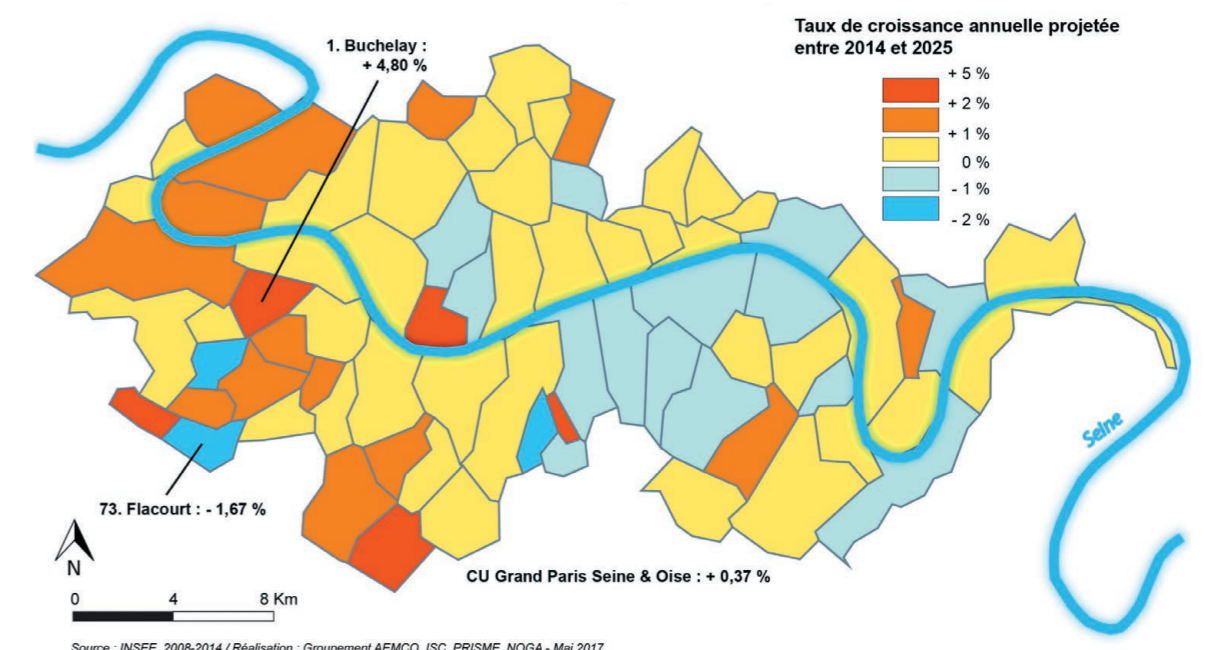 Taux de croissance annuelle projetée
entre 2014 et 2025
+ 5 %
+ 2 %
+ 1 %
0 %
- 1 %
- 2 %
1. Buchelay :
+ 4,80 %
Seine
73. Flacourt : - 1,67 %
N
CU Grand Paris Seine & Oise : + 0,37 %
0 4 8 Km
Source : INSEE, 2008-2014 / Réalisation : Groupement AEMCO, ISC, PRISME, NOGA - Mai 2017